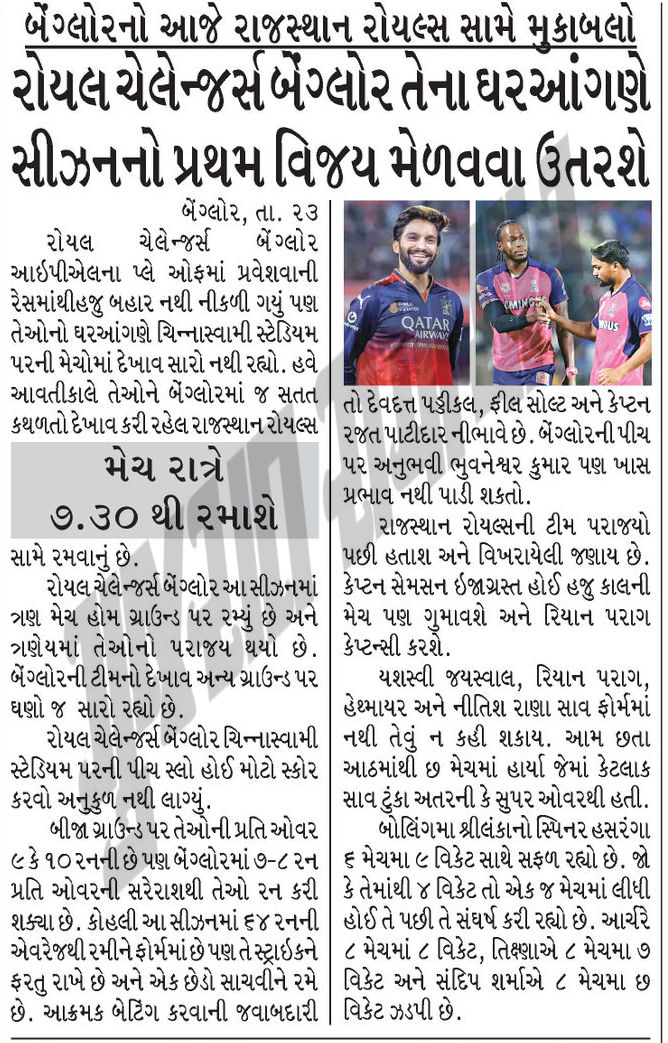 બેંગ્લોરનો આજે રાજસ્થાન રોયલ્સ સામે મુકાબલો
રોયલ ચેલેન્જર્સ બેંગ્લોર તેના ઘરઆંગણે
સીઝનનો પ્રથમ વિજય મેળવવા ઉતરશે
બેંગ્લોર, તા. ૨૩
રોયલ ચેલેન્જર્સ બેંગ્લોર
આઇપીએલના પ્લે ઓફમાં પ્રવેશવાની
રેસમાંથીહજુ બહાર નથી નીકળી ગયું પણ
તેઓનો ઘરઆંગણે ચિન્નાસ્વામી સ્ટેડિયમ
પરની મેચોમાં દેખાવ સારો નથી રહ્યો. હવે
આવતીકાલે તેઓને બેંગ્લોરમાં જ સતત
કથળતો દેખાવ કરી રહેલ રાજસ્થાન રોયલ્સ
મેચ રાત્રે
૭.૩૦ થી રમાશે
સામે રમવાનું છે.
રોયલ ચેલેન્જર્સ બેંગ્લોર આ સીઝનમાં
ત્રણ મેચ હોમ ગ્રાઉન્ડ પર રમ્યું છે અને
ત્રણેયમાં તેઓનો પરાજય થયો છે.
બેંગ્લોરની ટીમનો દેખાવ અન્ય ગ્રાઉન્ડ પર
ઘણો જ સારો રહ્યો છે.
રોયલ ચેલેન્જર્સ બેંગ્લોર ચિન્નાસ્વામી
સ્ટેડિયમ પરની પીચ સ્લો હોઈ મોટો સ્કોર
કરવો અનુકુળ નથી લાગ્યું.
બીજા ગ્રાઉન્ડ પર તેઓની પ્રતિ ઓવર
૯ કે ૧૦ રનની છે પણ બેંગ્લોરમાં ૭-૮ રન
પ્રતિ ઓવરની સરેરાશથી તેઓ રન કરી
શક્યા છે. કોહલી આ સીઝનમાં ૬૪ રનની
એવરેજથી રમીને ફોર્મમાં છે પણ તે સ્ટ્રાઇકને
ફરતુ રાખે છે અને એક છેડો સાચવીને રમે
છે. આક્રમક બેટિંગ કરવાની જવાબદારી
QATAR
AIRWAYS
તો દેવદત્ત પડ્ડીકલ, ફીલ સોલ્ટ અને કેપ્ટન
રજત પાટીદાર નીભાવે છે. બેંગ્લોરની પીચ
પર અનુભવી ભુવનેશ્વર કુમાર પણ ખાસ
પ્રભાવ નથી પાડી શકતો.
રાજસ્થાન રોયલ્સની ટીમ પરાજયો
પછી હતાશ અને વિખરાયેલી જણાય છે.
કેપ્ટન સેમસન ઇજાગ્રસ્ત હોઈ હજુ કાલની
મેચ પણ ગુમાવશે અને રિયાન પરાગ
કેપ્ટન્સી કરશે.
યશસ્વી જયસ્વાલ, રિયાન પરાગ,
હેથ્માયર અને નીતિશ રાણા સાવ ફોર્મમાં
નથી તેવું ન કહી શકાય. આમ છતા
આઠમાંથી છ મેચમાં હાર્યા જેમાં કેટલાક
સાવ ટુંકા અતરની કે સુપર ઓવરથી હતી.
બોલિંગમા શ્રીલંકાનો સ્પિનર હસરંગા
૬ મેચમા ૯ વિકેટ સાથે સફળ રહ્યો છે. જો
કે તેમાંથી ૪ વિકેટ તો એક જ મેચમાં લીધી
હોઈ તે પછી તે સંઘર્ષ કરી રહ્યો છે. આર્ચરે
૮ મેચમાં ૮ વિકેટ, તિક્ષ્ણાએ ૮ મેચમા ૭
વિકેટ અને સંદિપ શર્માએ ૮ મેચમા છ
વિકેટ ઝડપી છે.